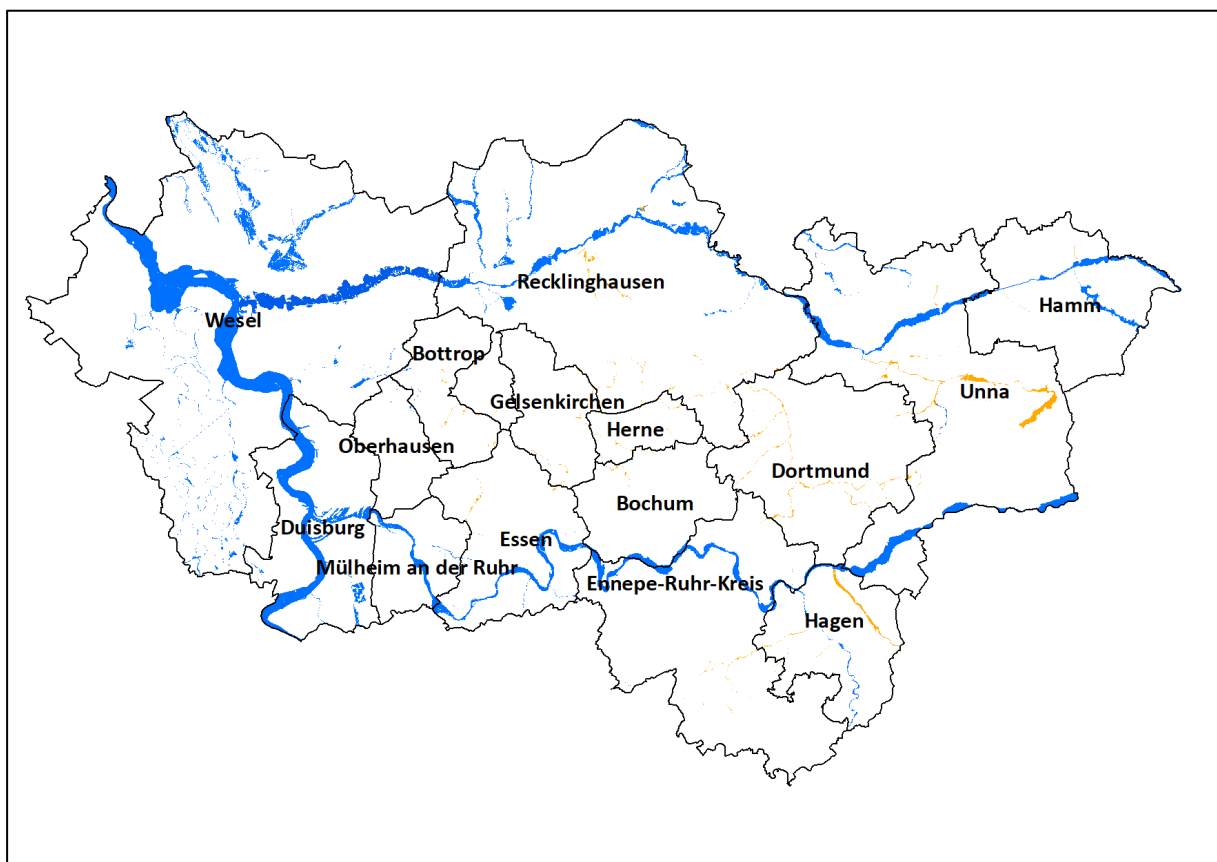 Recklinghausen
Hamm
Wesel
Bottrop
Unna
Gelsenkirchen
Herne
Oberhausen
Dortmund
Bochum
Duisburg
Essen
Mülheim an der Ruhr
Ennepe-Ruhr-Kreis
Hagen